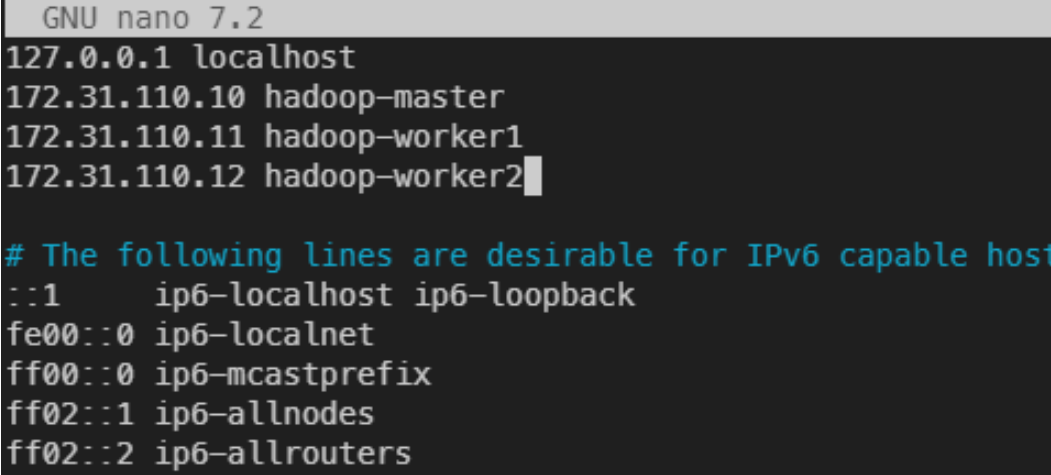 GNU nano 7.2
127.0.0.1 localhost
172.31.110.10 hadoop-master
172.31.110.11 hadoop-worker1
172.31.110.12 hadoop-worker2
# The following lines are desirable for IPv6 capable host
::1     ip6-localhost ip6-loopback
fe00::0 ip6-localnet
ff00::0 ip6-mcastprefix
ff02::1 ip6-allnodes
ff02::2 ip6-allrouters